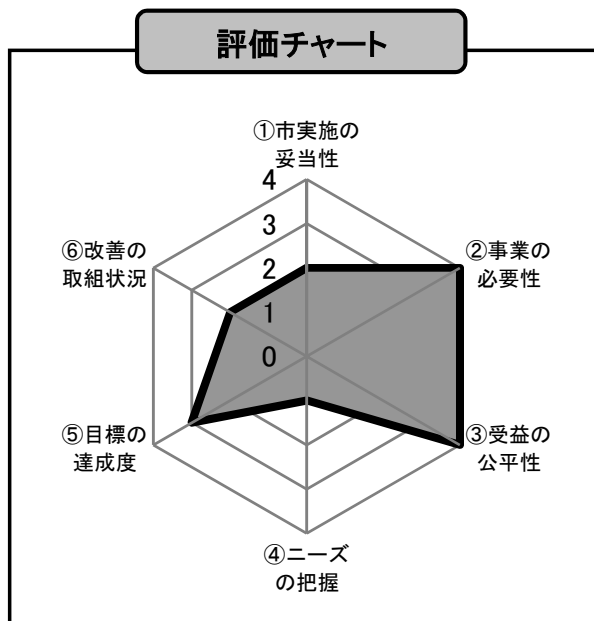 評価チャート
①市実施の
妥当性
4
3
2
1
0
②事業の
必要性
③受益の
公平性
④ニーズ
の把握
⑤目標の
達成度
⑥改善の
取組状況